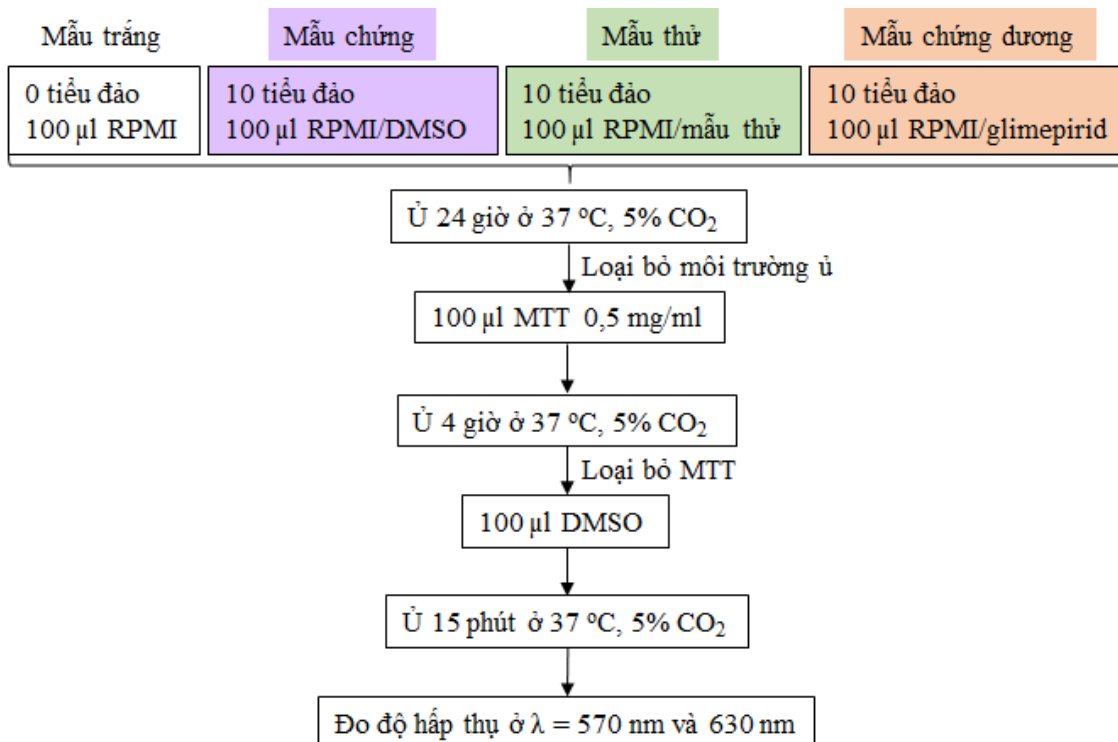 Mẫu trắng
Mẫu chứng
Mẫu thử
Mẫu chứng dương
0 tiểu đảo
100 µl RPMI
10 tiểu đảo
100 µl RPMI/DMSO
10 tiểu đảo
100 µl RPMI/mẫu thử
10 tiểu đảo
100 µl RPMI/glimepirid
Ủ 24 giờ ở 37 ºC, 5% CO₂
Loại bỏ môi trường ủ
100 µl MTT 0,5 mg/ml
Ủ 4 giờ ở 37 ºC, 5% CO₂
Loại bỏ MTT
100 µl DMSO
Ủ 15 phút ở 37 ºC, 5% CO₂
Đo độ hấp thụ ở λ = 570 nm và 630 nm